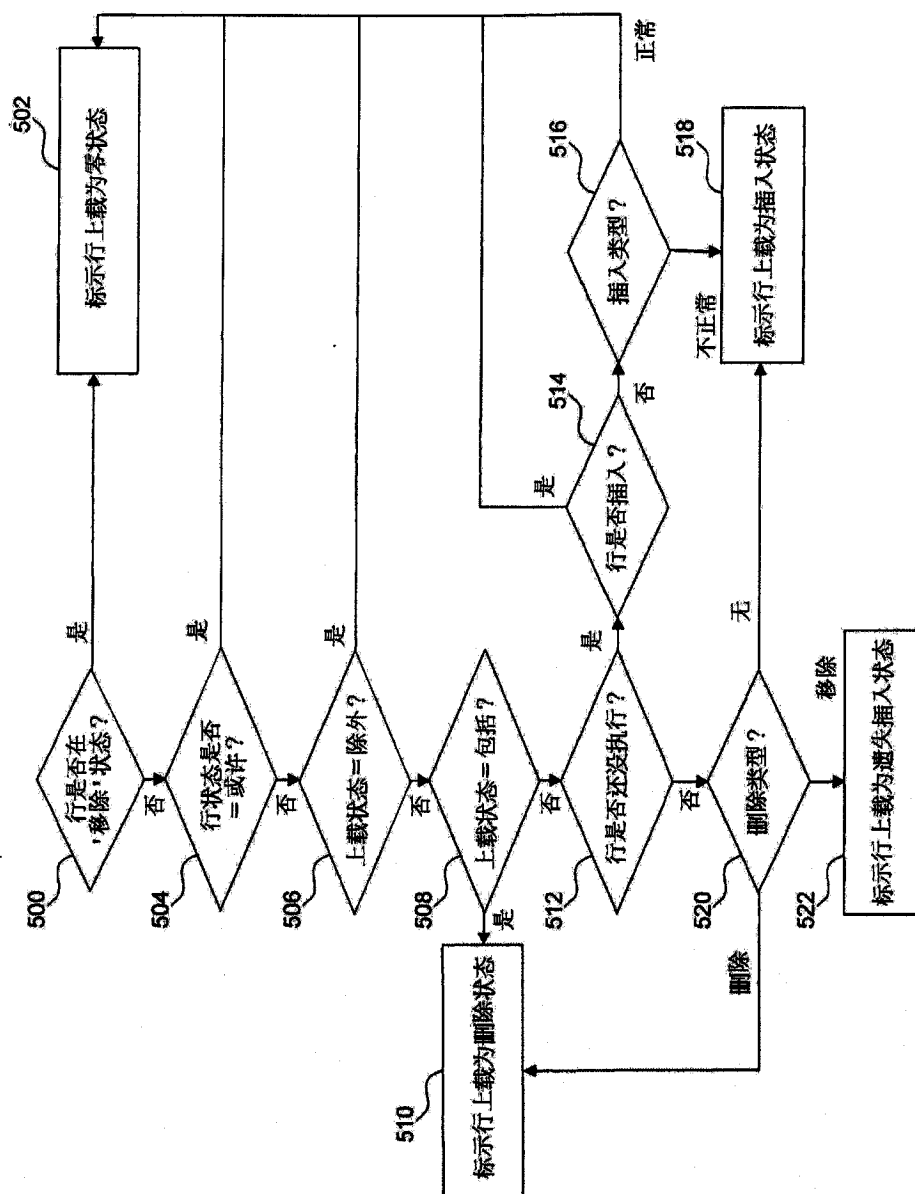 500
行是否在
'移除'状态?
是
502
标示行上载为零状态
否
504
行状态是否
=或许?
是
否
506
上载状态=除外?
是
否
508
上载状态=包括?
是
510
标示行上载为删除状态
否
512
行是否还没执行?
是
514
行是否插入?
是
否
516
插入类型?
正常
不正常
518
标示行上载为插入状态
否
520
删除类型?
无
删除
移除
522
标示行上载为遗失插入状态